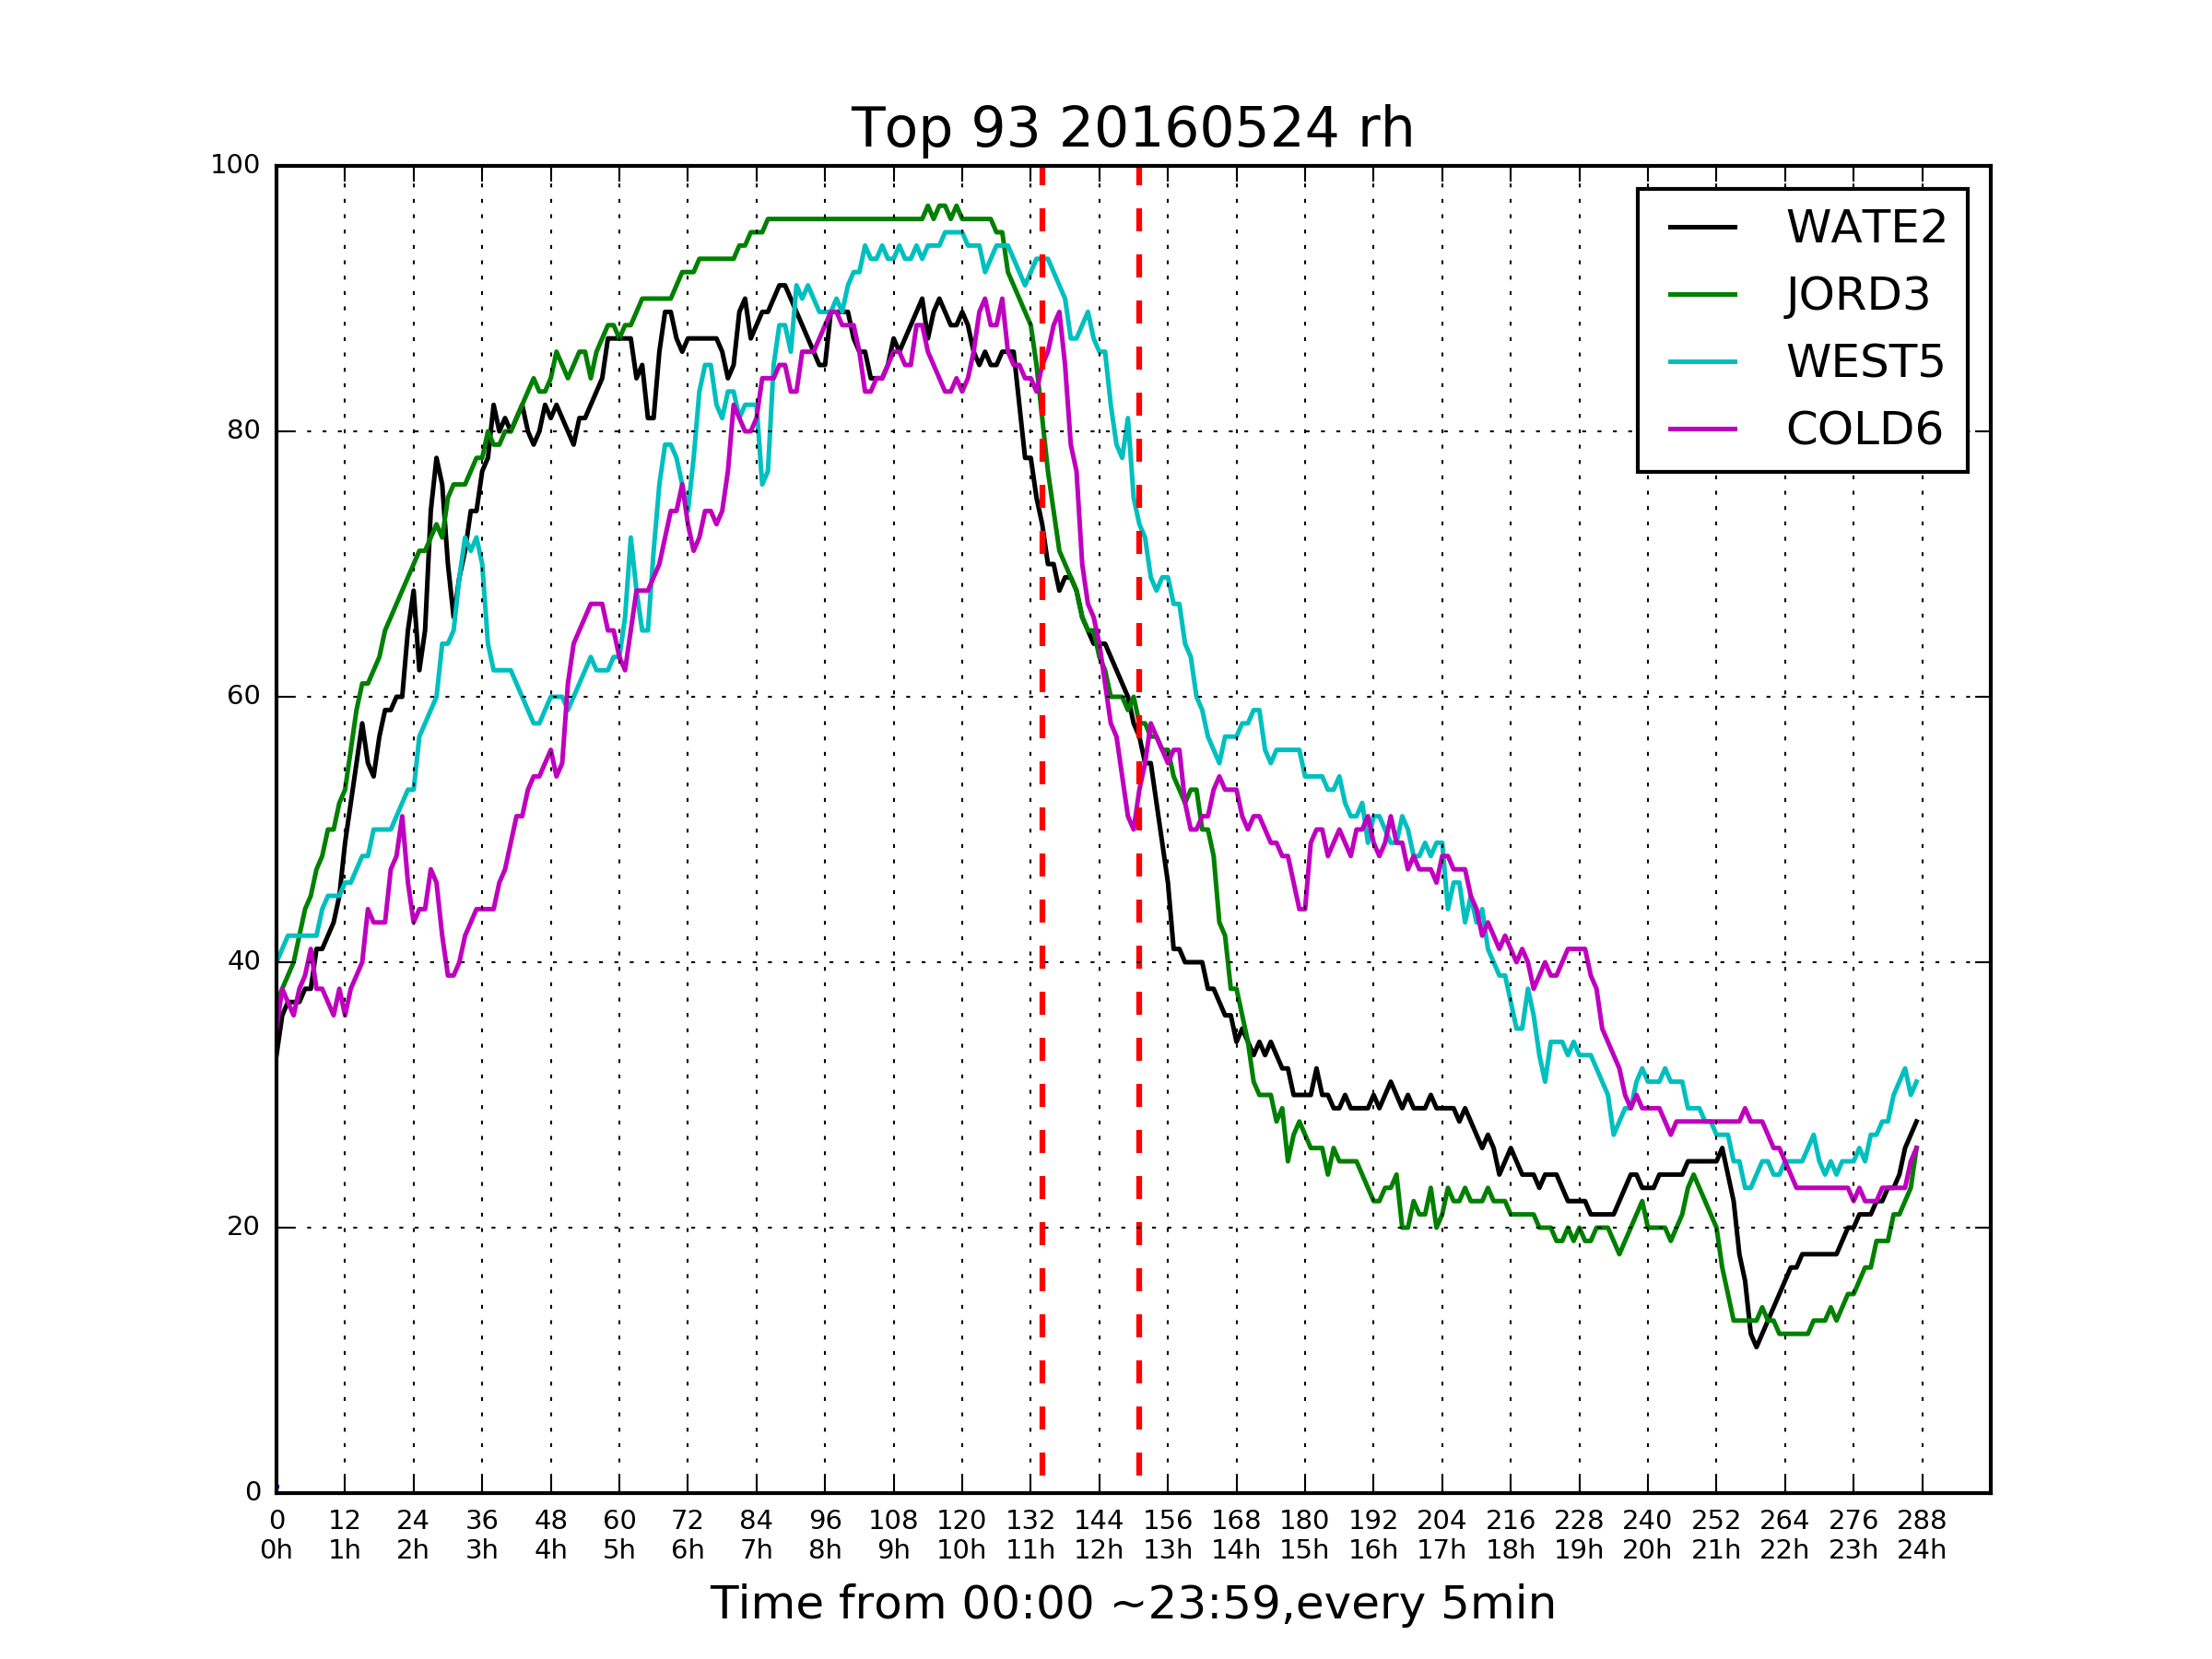 Top 93 20160524 rh
100
80
60
40
20
0
WATE2
JORD3
WEST5
COLD6
0 12 24 36 48 60 72 84 96 108 120 132 144 156 168 180 192 204 216 228 240 252 264 276 288
0h 1h 2h 3h 4h 5h 6h 7h 8h 9h 10h 11h 12h 13h 14h 15h 16h 17h 18h 19h 20h 21h 22h 23h 24h
Time from 00:00 ~23:59,every 5min